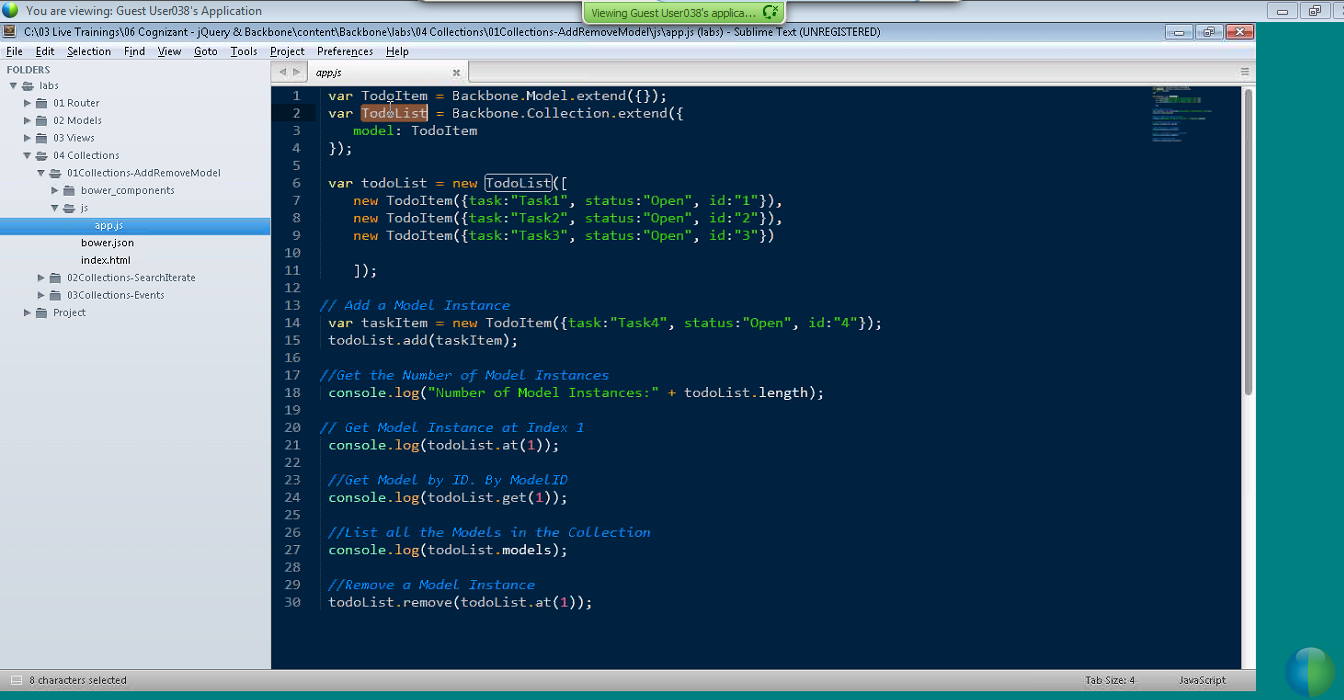 You are viewing: Guest User038's Application
Viewing Guest User038's applica...
C:\03 Live Trainings\06 Cognizant - jQuery & Backbone\content\Backbone\labs\04 Collections\01Collections-AddRemoveModel\js\app.js (labs) - Sublime Text (UNREGISTERED)
File Edit Selection Find View Goto Tools Project Preferences Help
FOLDERS
labs
01 Router
02 Models
03 Views
04 Collections
01Collections-AddRemoveModel
bower_components
js
app.js
bower.json
index.html
02Collections-SearchIterate
03Collections-Events
Project
app.js
1 var TodoItem = Backbone.Model.extend({});
2 var TodoList = Backbone.Collection.extend({
3 model: TodoItem
4 });
5
6 var todoList = new TodoList([
7 new TodoItem({task:"Task1", status:"Open", id:"1"}),
8 new TodoItem({task:"Task2", status:"Open", id:"2"}),
9 new TodoItem({task:"Task3", status:"Open", id:"3"})
10
11 ]);
12
13 // Add a Model Instance
14 var taskItem = new TodoItem({task:"Task4", status:"Open", id:"4"});
15 todoList.add(taskItem);
16
17 //Get the Number of Model Instances
18 console.log("Number of Model Instances:" + todoList.length);
19
20 // Get Model Instance at Index 1
21 console.log(todoList.at(1));
22
23 //Get Model by ID. By ModelID
24 console.log(todoList.get(1));
25
26 //List all the Models in the Collection
27 console.log(todoList.models);
28
29 //Remove a Model Instance
30 todoList.remove(todoList.at(1));
8 characters selected
Tab Size: 4
JavaScript